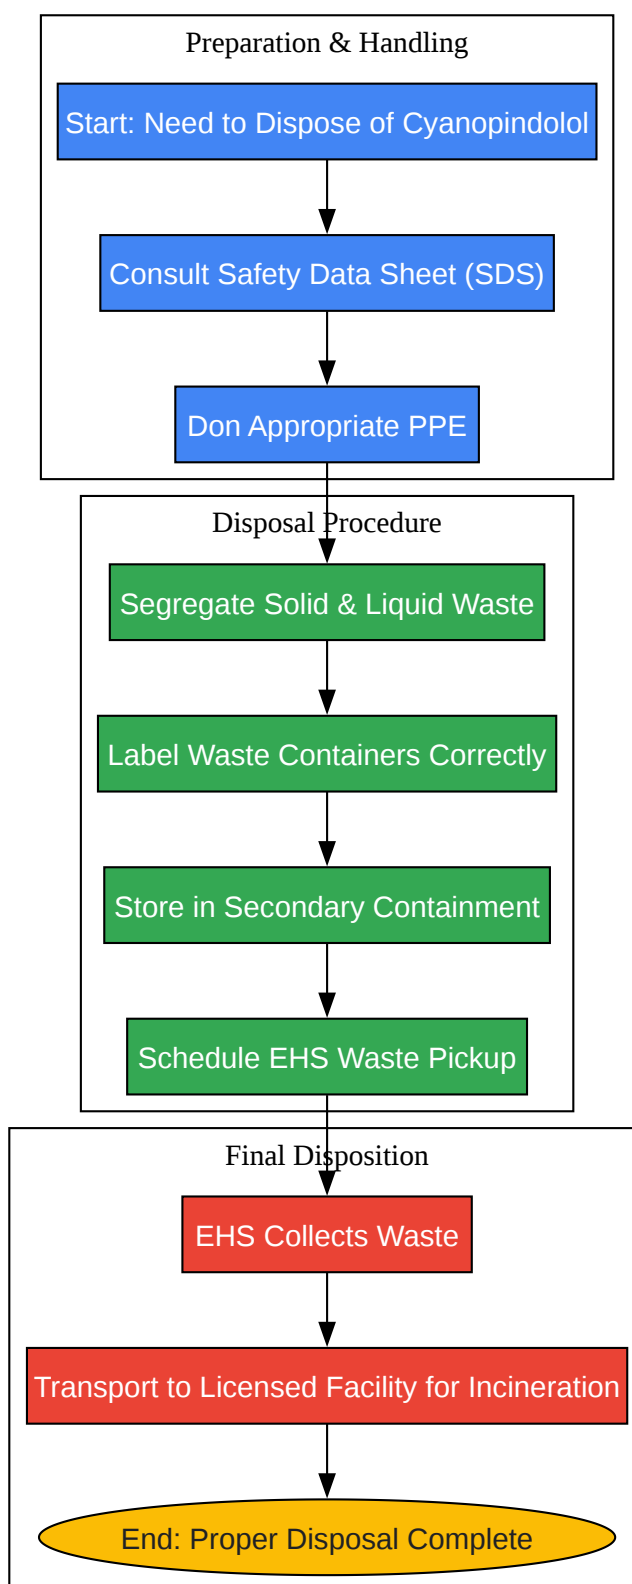 Preparation & Handling
Start: Need to Dispose of Cyanopindolol
Consult Safety Data Sheet (SDS)
Don Appropriate PPE
Disposal Procedure
Segregate Solid & Liquid Waste
Label Waste Containers Correctly
Store in Secondary Containment
Schedule EHS Waste Pickup
Final Disposition
EHS Collects Waste
Transport to Licensed Facility for Incineration
End: Proper Disposal Complete